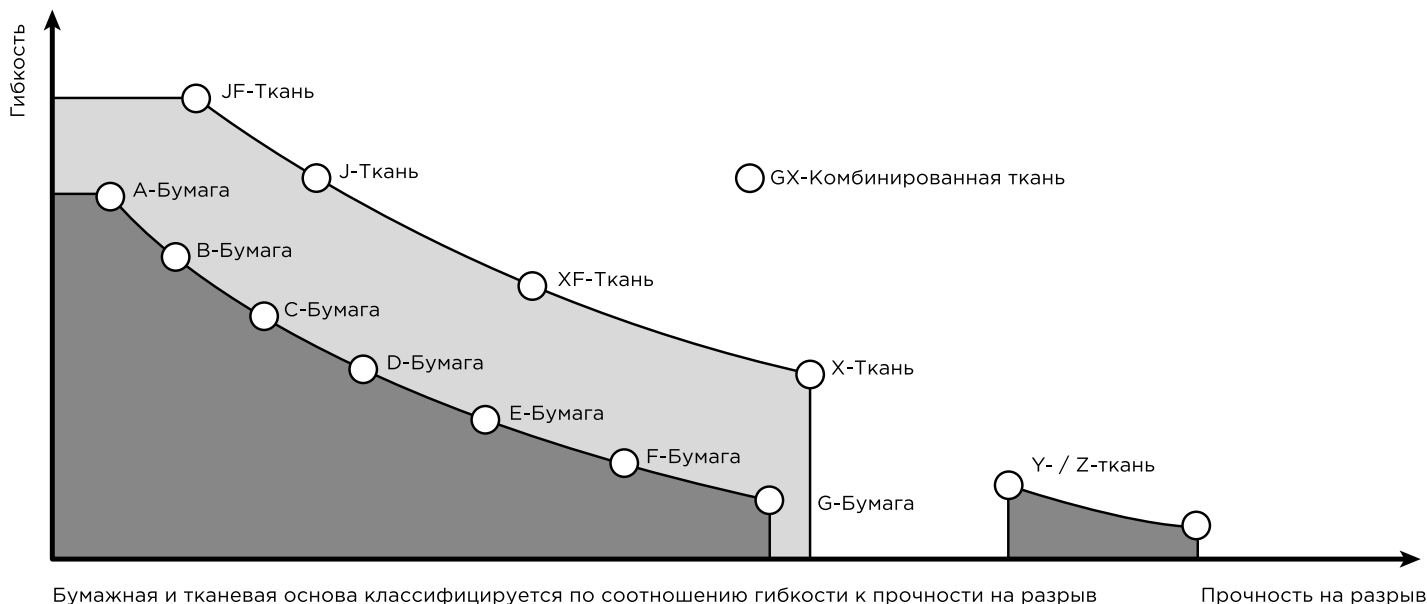 Гибкость
JF-Ткань
J-Ткань
GX-Комбинированная ткань
A-Бумага
B-Бумага
XF-Ткань
C-Бумага
D-Бумага
X-Ткань
E-Бумага
F-Бумага
Y- / Z-ткань
G-Бумага
Бумажная и тканевая основа классифицируется по соотношению гибкости к прочности на разрыв
Прочность на разрыв